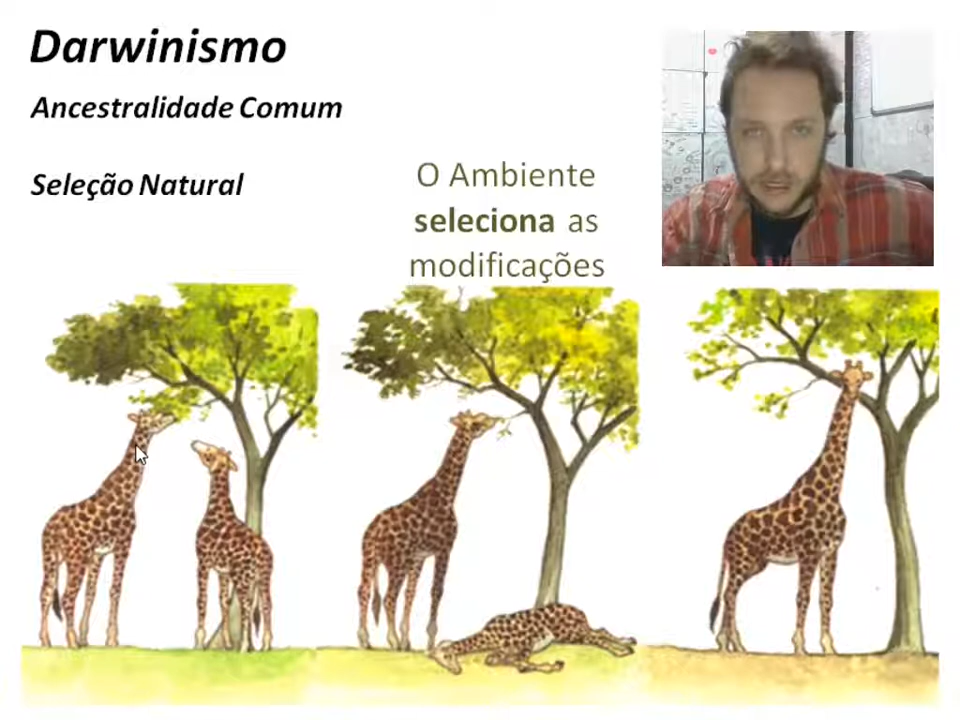 Darwinismo
Ancestralidade Comum
Seleção Natural
O Ambiente
seleciona as
modificações